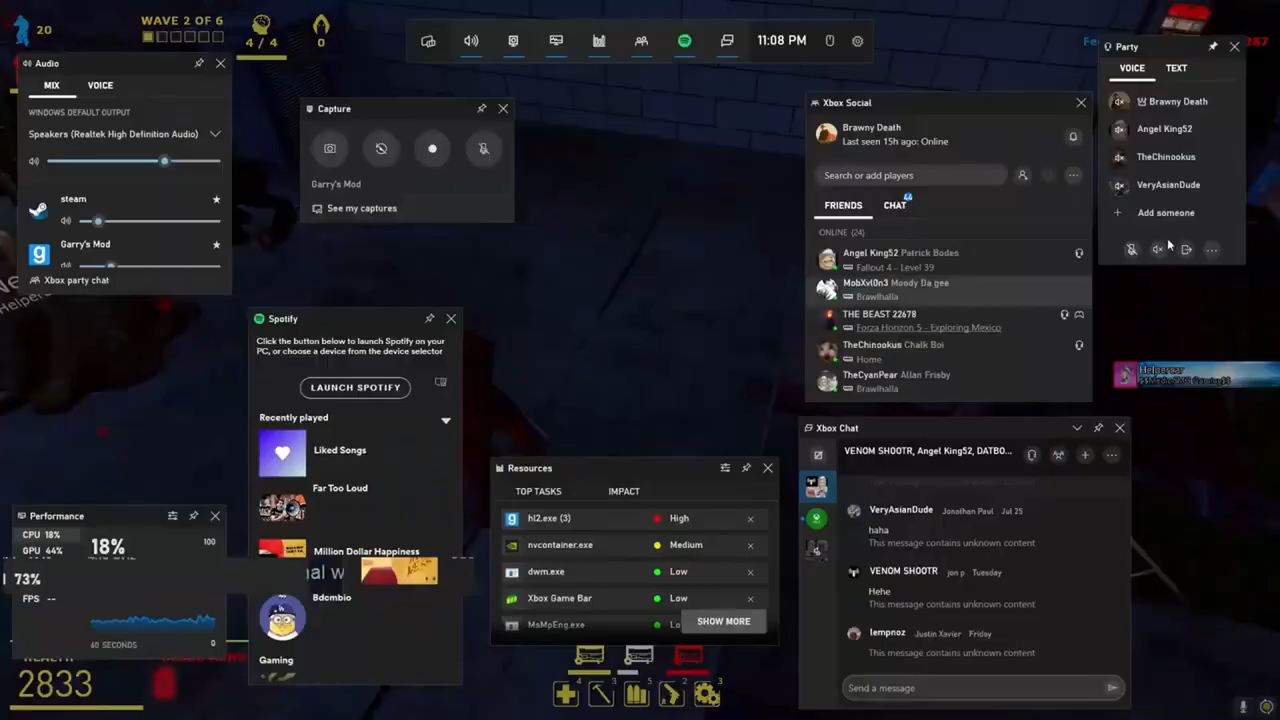 20
WAVE 2 OF 6
4 / 4
0
11:08 PM
287
Audio
MIX
VOICE
WINDOWS DEFAULT OUTPUT
Speakers (Realtek High Definition Audio)
steam
Garry's Mod
Xbox party chat
Capture
Garry's Mod
See my captures
Xbox Social
Brawny Death
Last seen 15h ago: Online
Search or add players
FRIENDS
CHAT
ONLINE (24)
Angel King52 Patrick Bodes
Fallout 4 - Level 39
MobXvl0n3 Moody Da gee
Brawlhalla
THE BEAST 22678
Forza Horizon 5 - Exploring Mexico
TheChinookus Chalk Boi
Home
TheCyanPear Allan Frisby
Brawlhalla
Party
VOICE
TEXT
Brawny Death
Angel King52
TheChinookus
VeryAsianDude
Add someone
Spotify
Click the button below to launch Spotify on your
PC, or choose a device from the device selector
LAUNCH SPOTIFY
Recently played
Liked Songs
Far Too Loud
Million Dollar Happiness
Bdcmbio
Gaming
Performance
CPU 18%
GPU 44%
18%
100
73%
FPS --
60 SECONDS
0
2833
Resources
TOP TASKS
IMPACT
hl2.exe (3)
High
nvcontainer.exe
Medium
dwm.exe
Low
Xbox Game Bar
Low
MsMpEng.exe
Lo
SHOW MORE
4
3
5
2
3
Xbox Chat
VENOM SHOOTR, Angel King52, DATBO...
VeryAsianDude Jonathan Paul Jul 25
haha
This message contains unknown content
VENOM SHOOTR jon p Tuesday
Hehe
This message contains unknown content
lempnoz Justin Xavier Friday
This message contains unknown content
Send a message